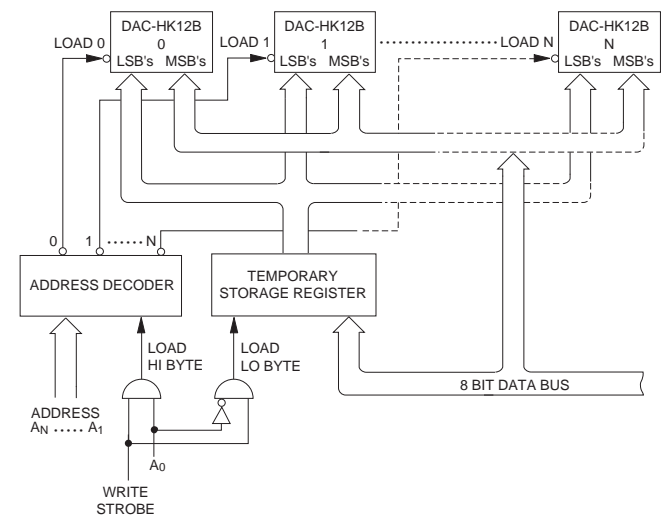 DAC-HK12B
0
LSB's MSB's
LOAD 0
DAC-HK12B
1
LSB's MSB's
LOAD 1
LOAD N
DAC-HK12B
N
LSB's MSB's
0 1 ······ N
ADDRESS DECODER
TEMPORARY
STORAGE REGISTER
LOAD
HI BYTE
LOAD
LO BYTE
8 BIT DATA BUS
ADDRESS
AN ····· A1
A0
WRITE
STROBE